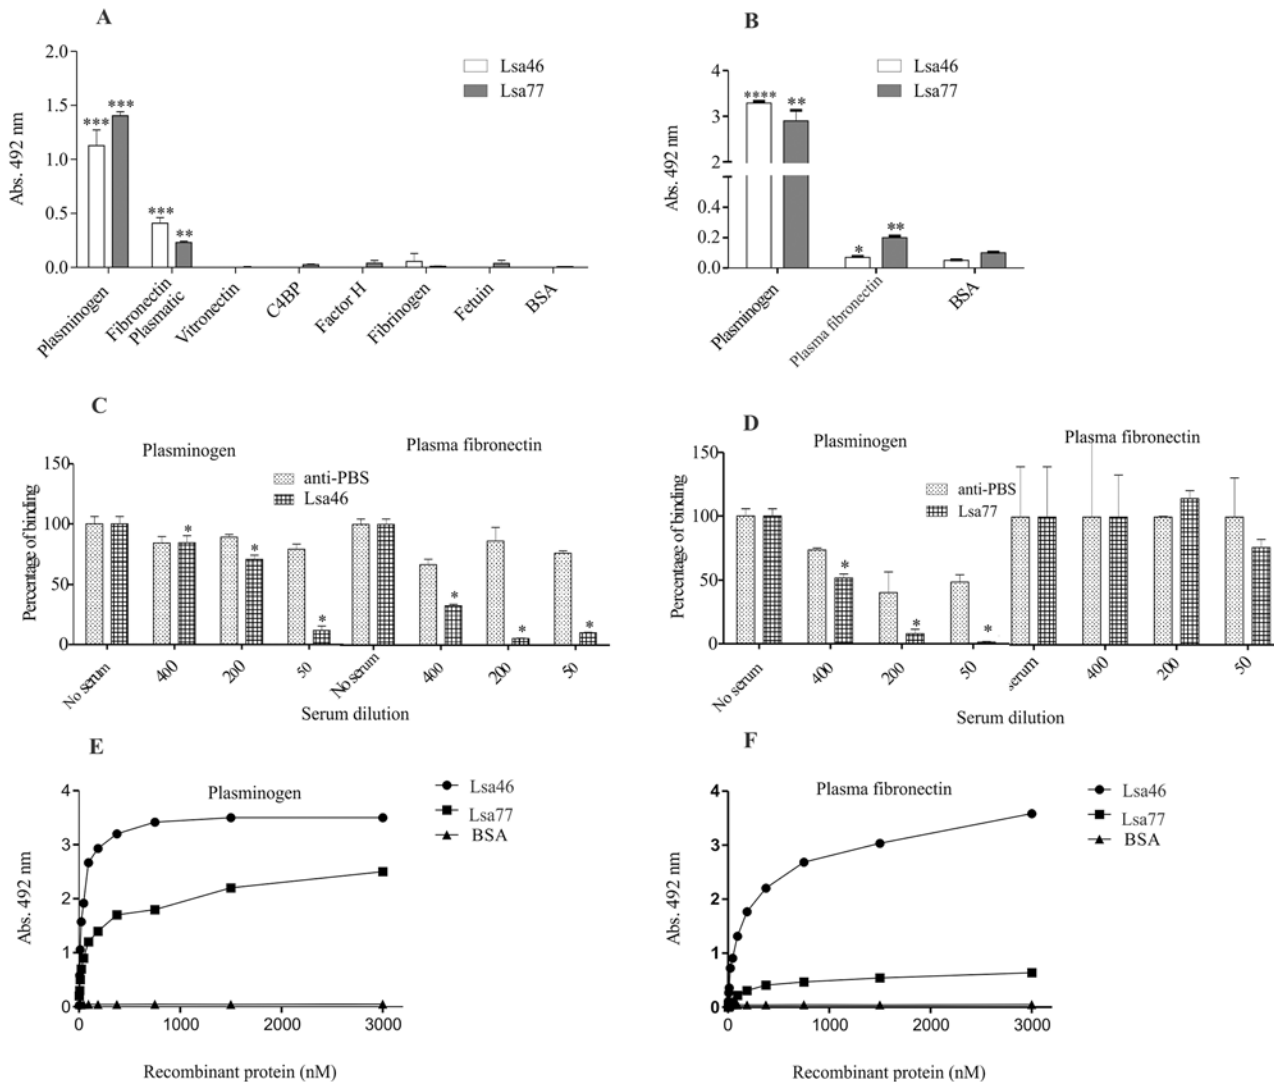 A
2.0
1.5
1.0
0.5
0.0
Abs. 492 nm
Lsa46
Lsa77
***
***
***
**
Plasminogen
Fibronectin
Plasmatic
Vitronectin
C4BP
Factor H
Fibrinogen
Fetuin
BSA
B
4
3
2
0.6
0.4
0.2
0.0
Abs. 492 nm
Lsa46
Lsa77
****
**
*
**
Plasminogen
Plasma fibronectin
BSA
C
Plasminogen
Plasma fibronectin
150
100
50
0
Percentage of binding
anti-PBS
Lsa46
*
*
*
*
*
*
No serum
400
200
50
No serum
400
200
50
Serum dilution
D
Plasminogen
Plasma fibronectin
150
100
50
0
Percentage of binding
anti-PBS
Lsa77
*
*
*
No serum
400
200
50
serum
400
200
50
Serum dilution
E
Plasminogen
4
3
2
1
0
Abs. 492 nm
Lsa46
Lsa77
BSA
0
1000
2000
3000
Recombinant protein (nM)
F
Plasma fibronectin
4
3
2
1
0
Abs. 492 nm
Lsa46
Lsa77
BSA
0
1000
2000
3000
Recombinant protein (nM)